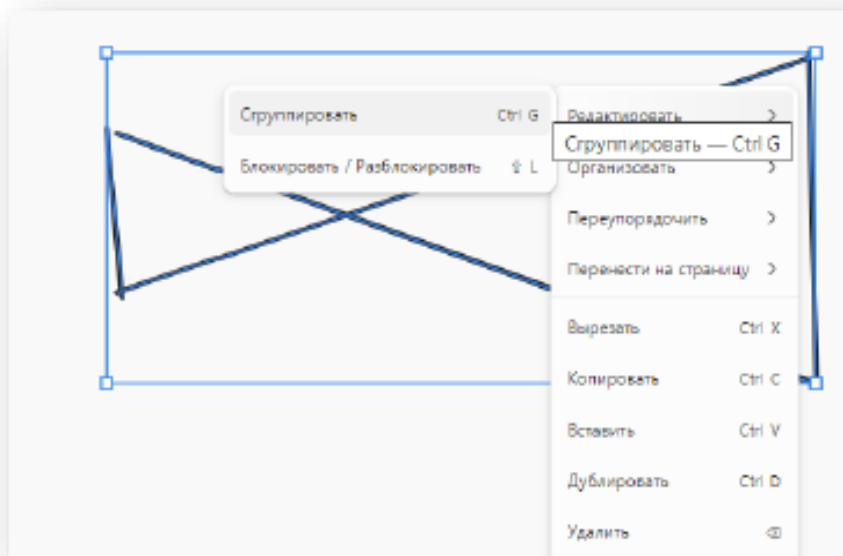 Сгруппировать Ctrl G
Блокировать / Разблокировать ⇧ L
Редактировать
Сгруппировать — Ctrl G
Организовать
Переупорядочить
Перенести на страницу
Вырезать Ctrl X
Копировать Ctrl C
Вставить Ctrl V
Дублировать Ctrl D
Удалить ⌫